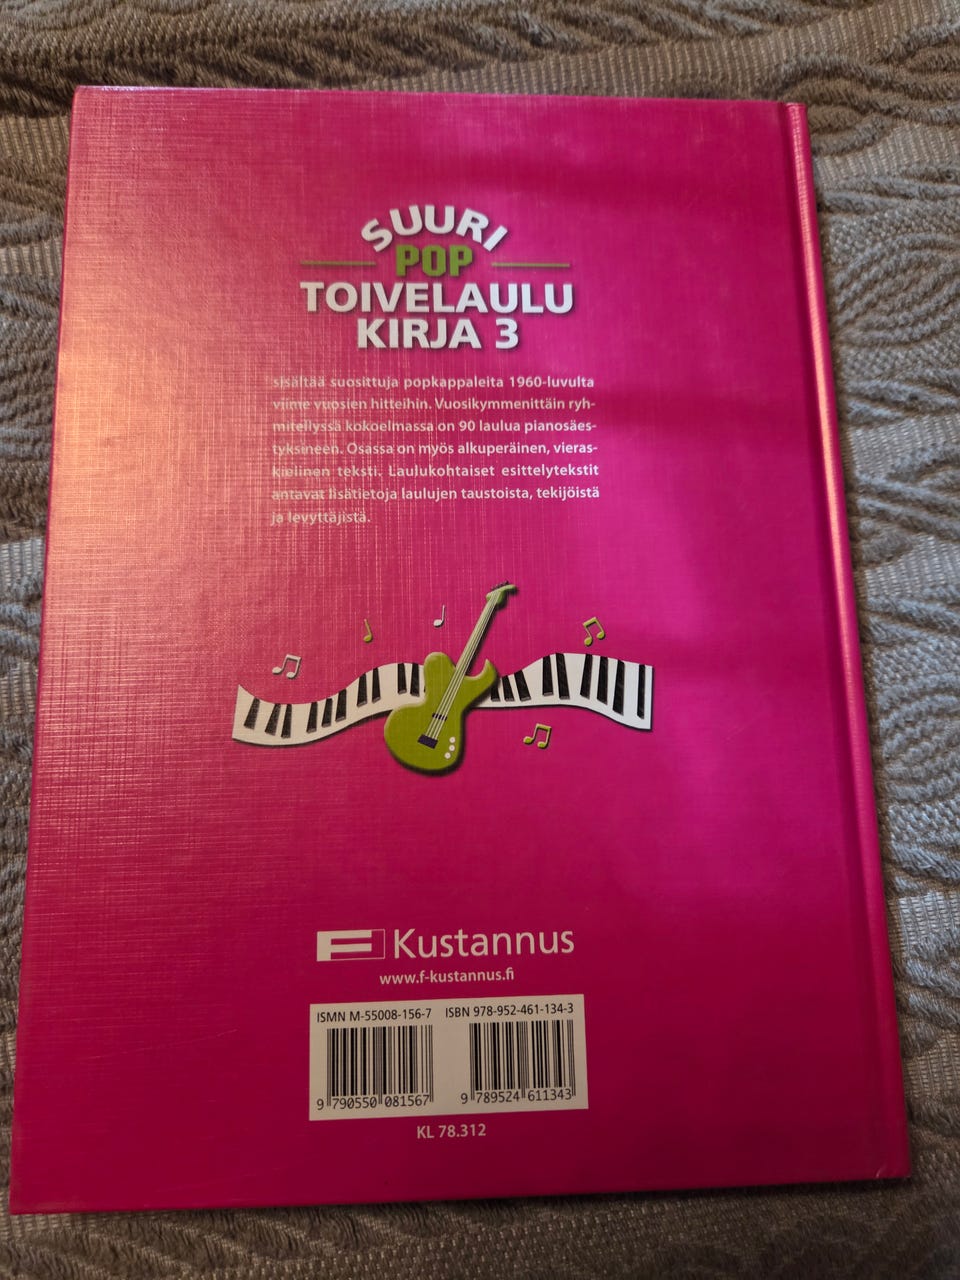 SUURI
POP
TOIVELAULU
KIRJA 3
sisältää suosittuja popkappaleita 1960-luvulta
viime vuosien hitteihin. Vuosikymmenittäin ryh-
mitellyssä kokoelmassa on 90 laulua pianosäes-
tyksineen. Osassa on myös alkuperäinen, vieras-
kielinen teksti. Laulukohtaiset esittelytekstit
antavat lisätietoja laulujen taustoista, tekijöistä
ja levyttäjistä.
F Kustannus
www.f-kustannus.fi
ISMN M-55008-156-7 ISBN 978-952-461-134-3
9 790550 081567 9 789524 611343
KL 78.312